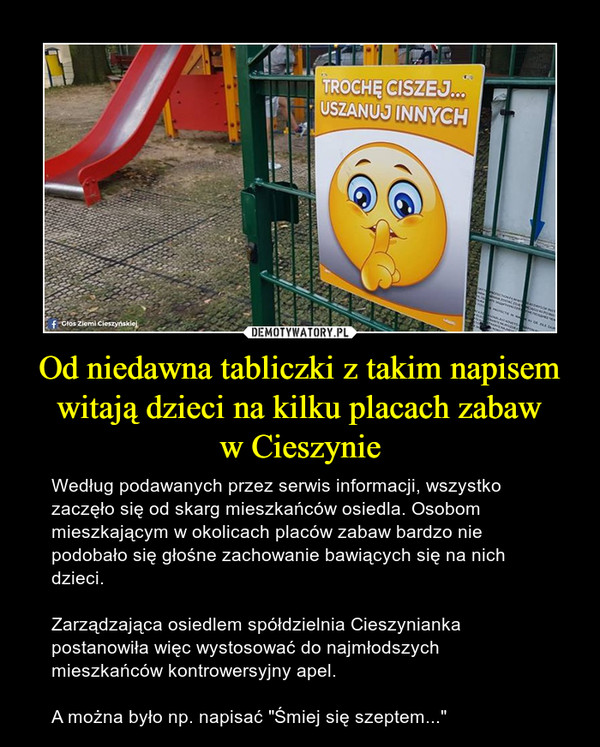 TROCHĘ CISZEJ...
USZANUJ INNYCH
Głos Ziemi Cieszyńskiej
DEMOTYWATORY.PL
Od niedawna tabliczki z takim napisem
witają dzieci na kilku placach zabaw
w Cieszynie
Według podawanych przez serwis informacji, wszystko
zaczęło się od skarg mieszkańców osiedla. Osobom
mieszkającym w okolicach placów zabaw bardzo nie
podobało się głośne zachowanie bawiących się na nich
dzieci.
Zarządzająca osiedlem spółdzielnia Cieszynianka
postanowiła więc wystosować do najmłodszych
mieszkańców kontrowersyjny apel.
A można było np. napisać "Śmiej się szeptem..."